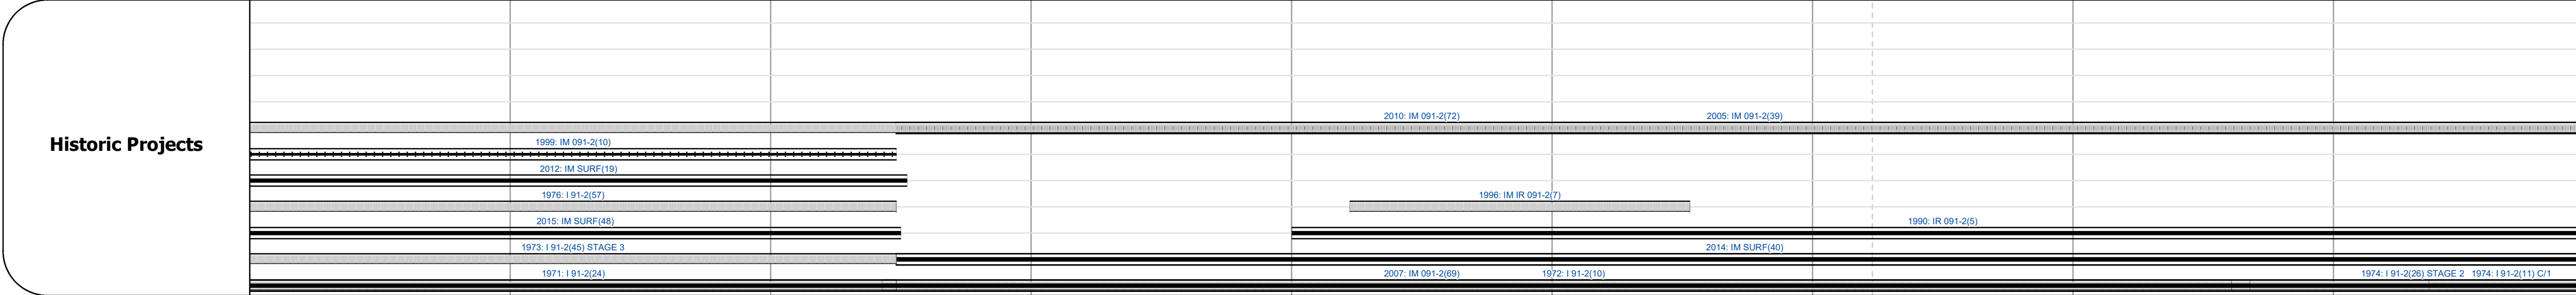 Historic Projects
2010: IM 091-2(72) 2005: IM 091-2(39)
1999: IM 091-2(10)
2012: IM SURF(19)
1976: I 91-2(57) 1996: IM IR 091-2(7)
2015: IM SURF(48) 1990: IR 091-2(5)
1973: I 91-2(45) STAGE 3 2014: IM SURF(40)
1971: I 91-2(24) 2007: IM 091-2(69) 1972: I 91-2(10) 1974: I 91-2(26) STAGE 2 1974: I 91-2(11) C/1